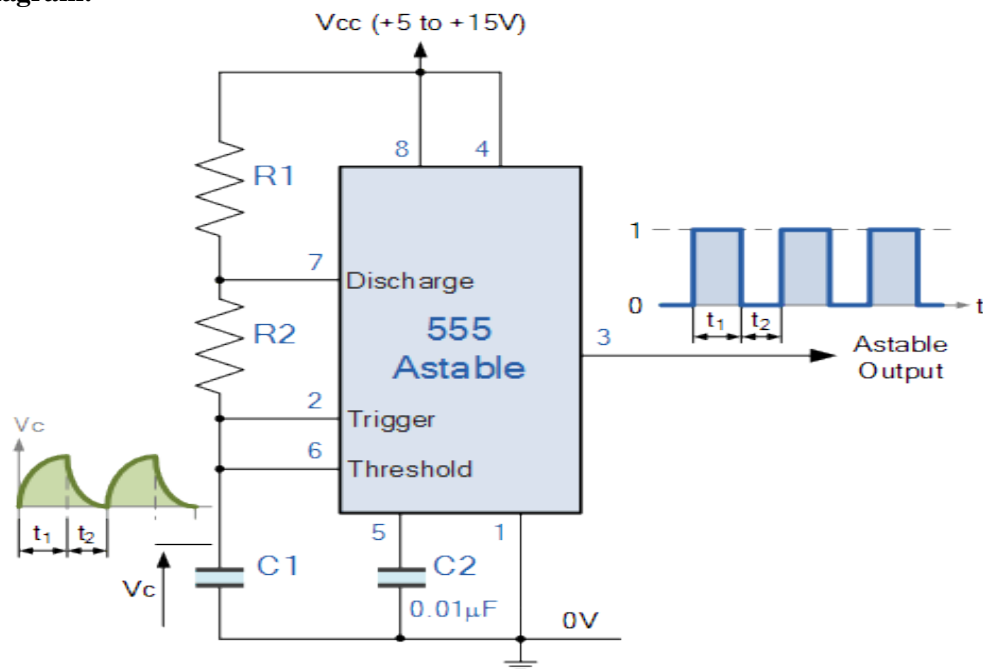 Vcc (+5 to +15V)
8
4
R1
7
Discharge
R2
555
Astable
3
Astable
Output
1
0
t
t₁
t₂
2
Trigger
6
Threshold
Vc
t₁
t₂
Vc
C1
5
C2
0.01µF
1
0V